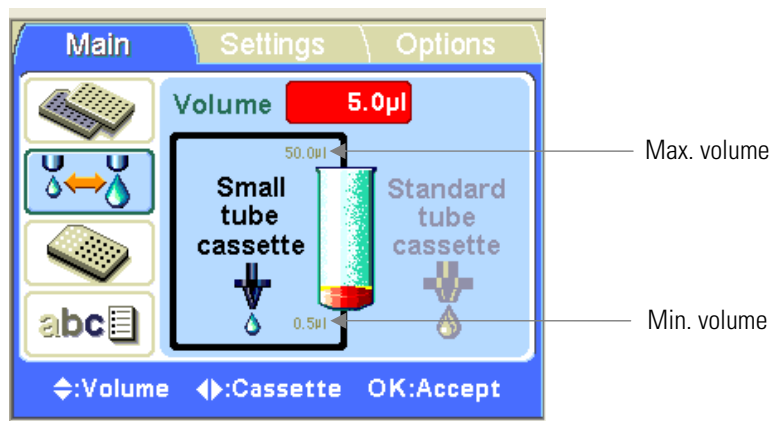 Main
Settings
Options
Volume
5.0µl
50.0µl
Max. volume
Small
tube
cassette
Standard
tube
cassette
0.5µl
Min. volume
abc
:Volume
:Cassette
OK:Accept